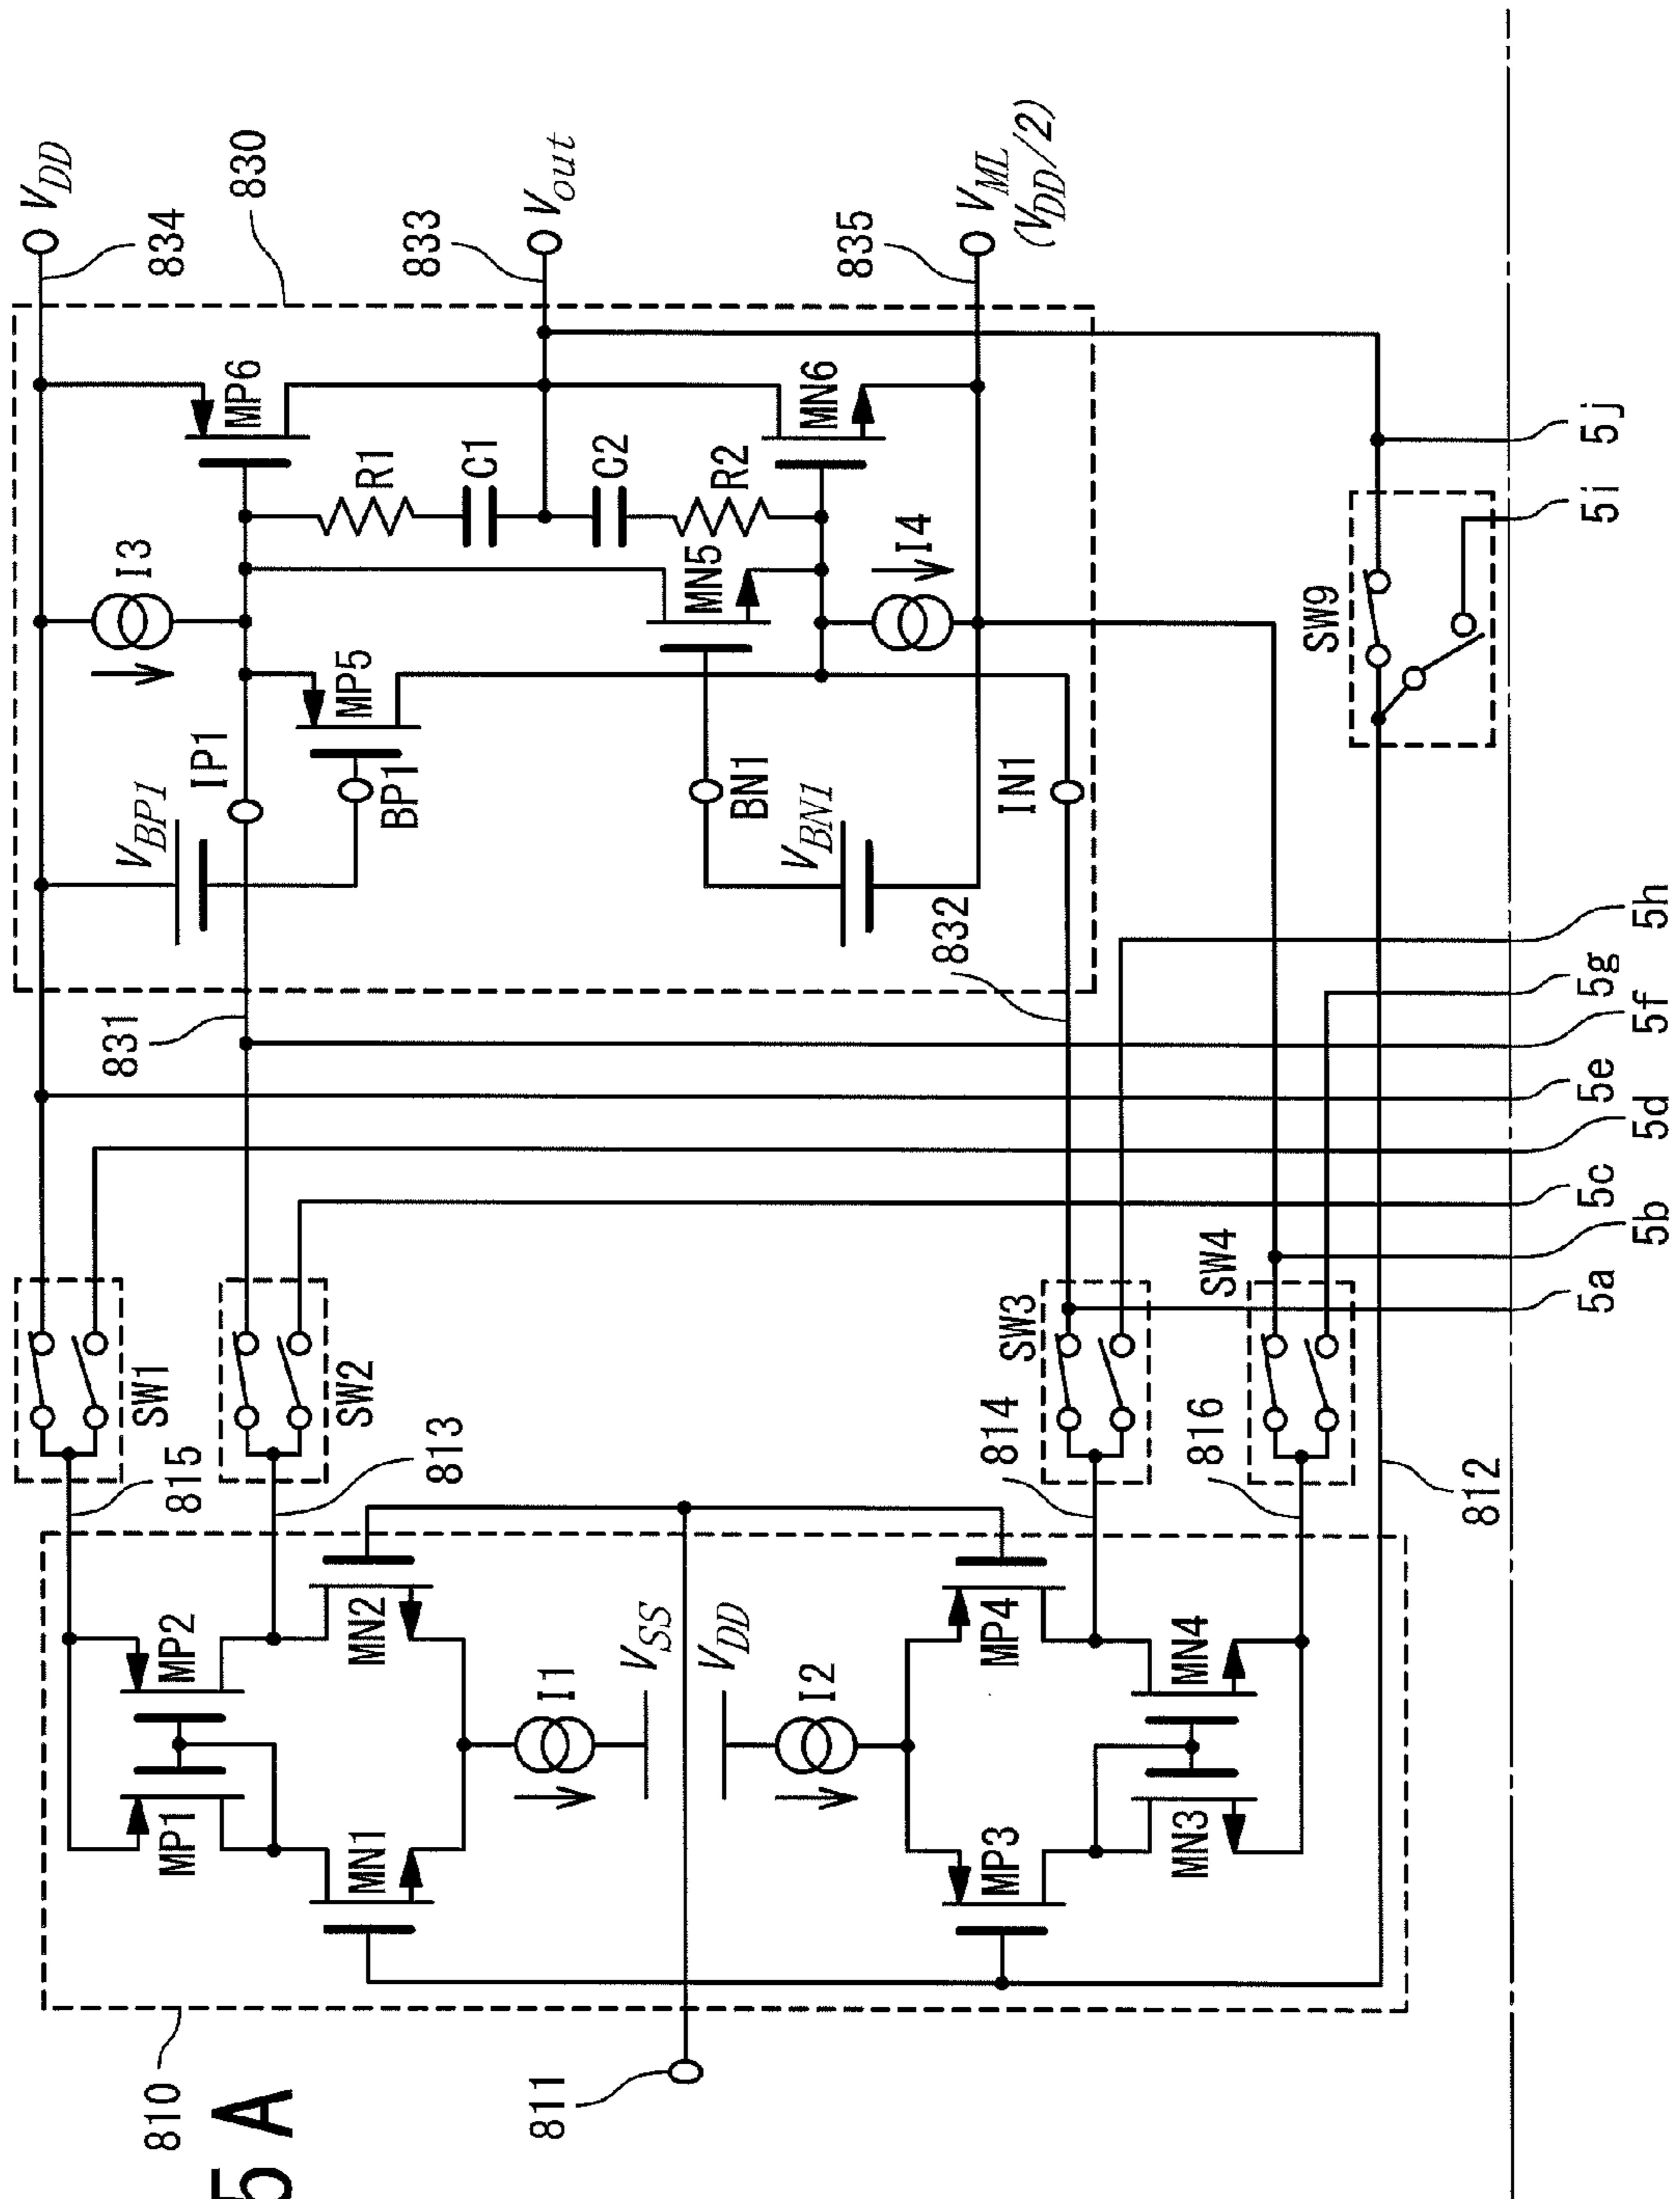 5A
810
811
MP1
MP2
MN1
MN2
I1
VSS
VDD
I2
MP3
MP4
MN3
MN4
815
SW1
813
SW2
814
SW3
816
SW4
812
831
832
VBP1
IP1
BP1
MP5
I3
BN1
VBN1
IN1
MN5
I4
R1
C1
C2
R2
MP6
MN6
VDD
834
830
833
Vout
835
VML
(VDD/2)
SW9
5a
5b
5c
5d
5e
5f
5g
5h
5i
5j